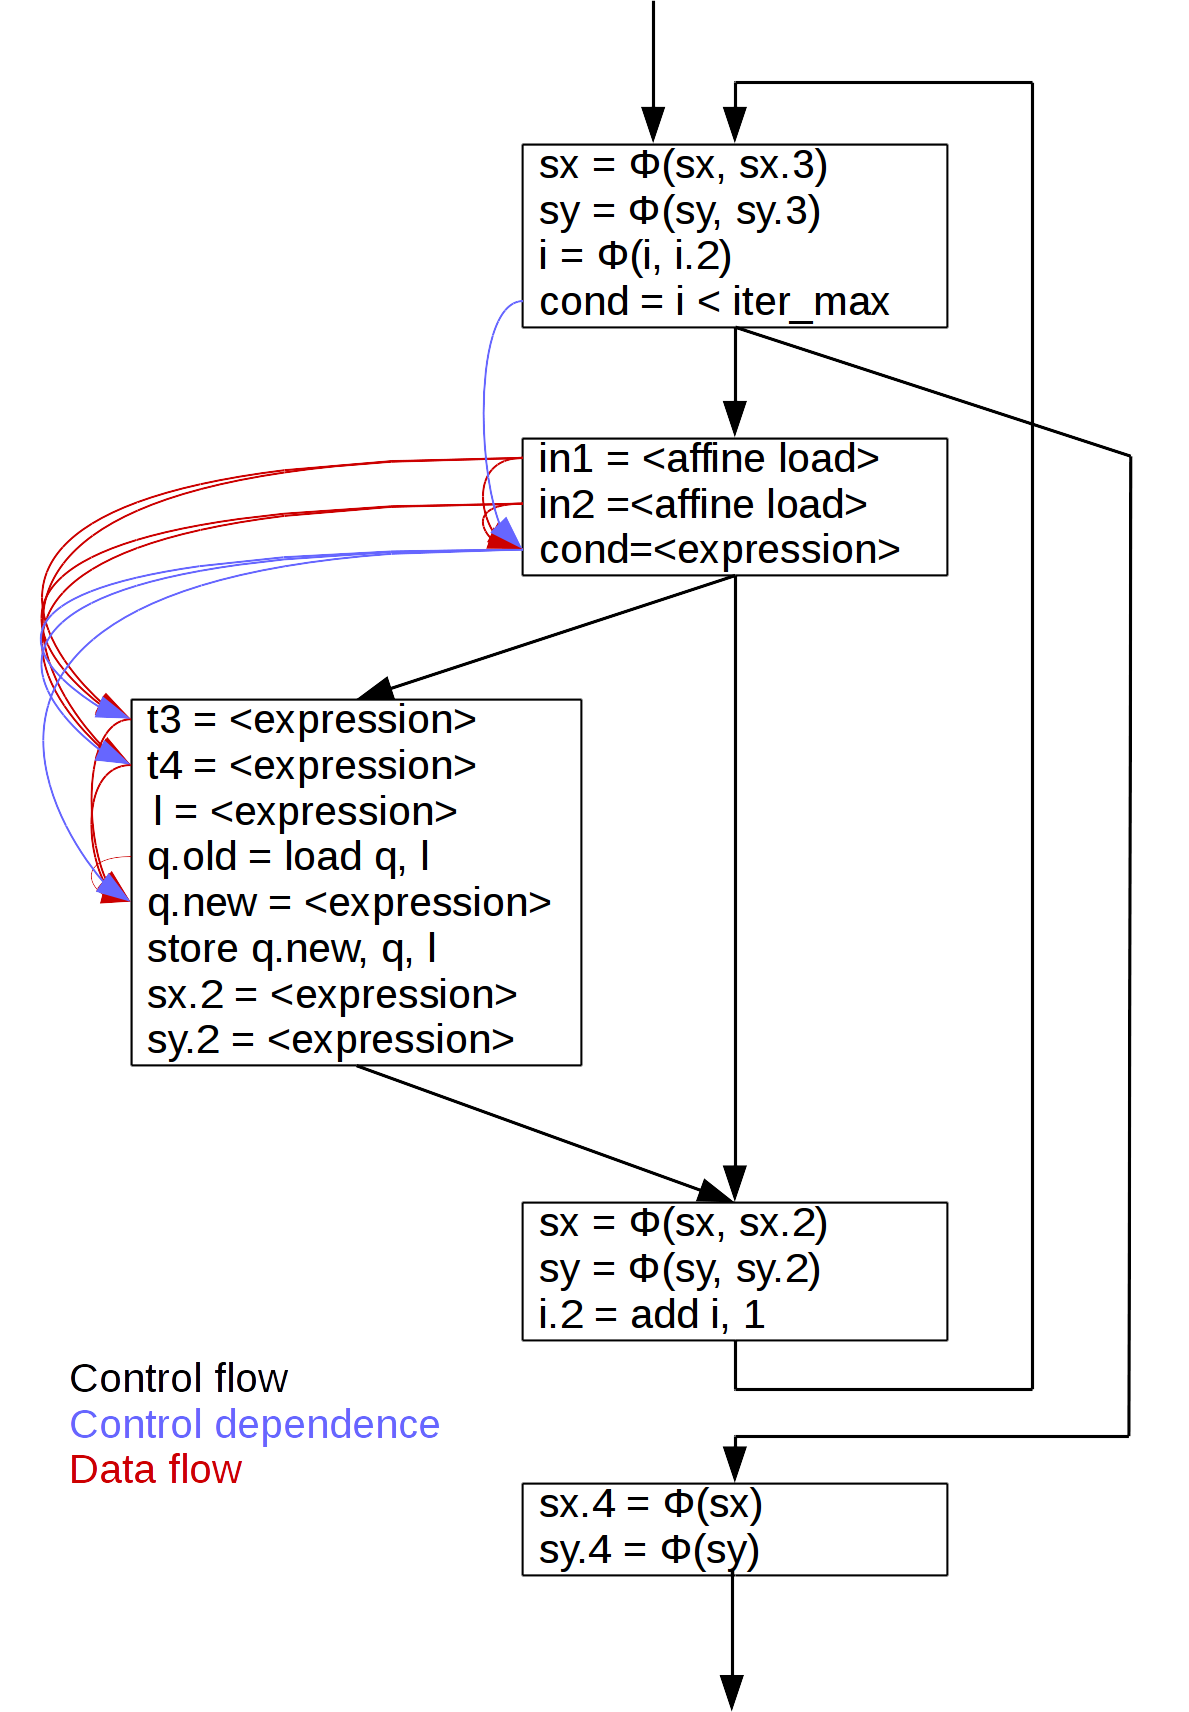 sx = Φ(sx, sx.3)
sy = Φ(sy, sy.3)
i = Φ(i, i.2)
cond = i < iter_max
in1 = <affine load>
in2 =<affine load>
cond=<expression>
t3 = <expression>
t4 = <expression>
l = <expression>
q.old = load q, l
q.new = <expression>
store q.new, q, l
sx.2 = <expression>
sy.2 = <expression>
sx = Φ(sx, sx.2)
sy = Φ(sy, sy.2)
i.2 = add i, 1
Control flow
Control dependence
Data flow
sx.4 = Φ(sx)
sy.4 = Φ(sy)